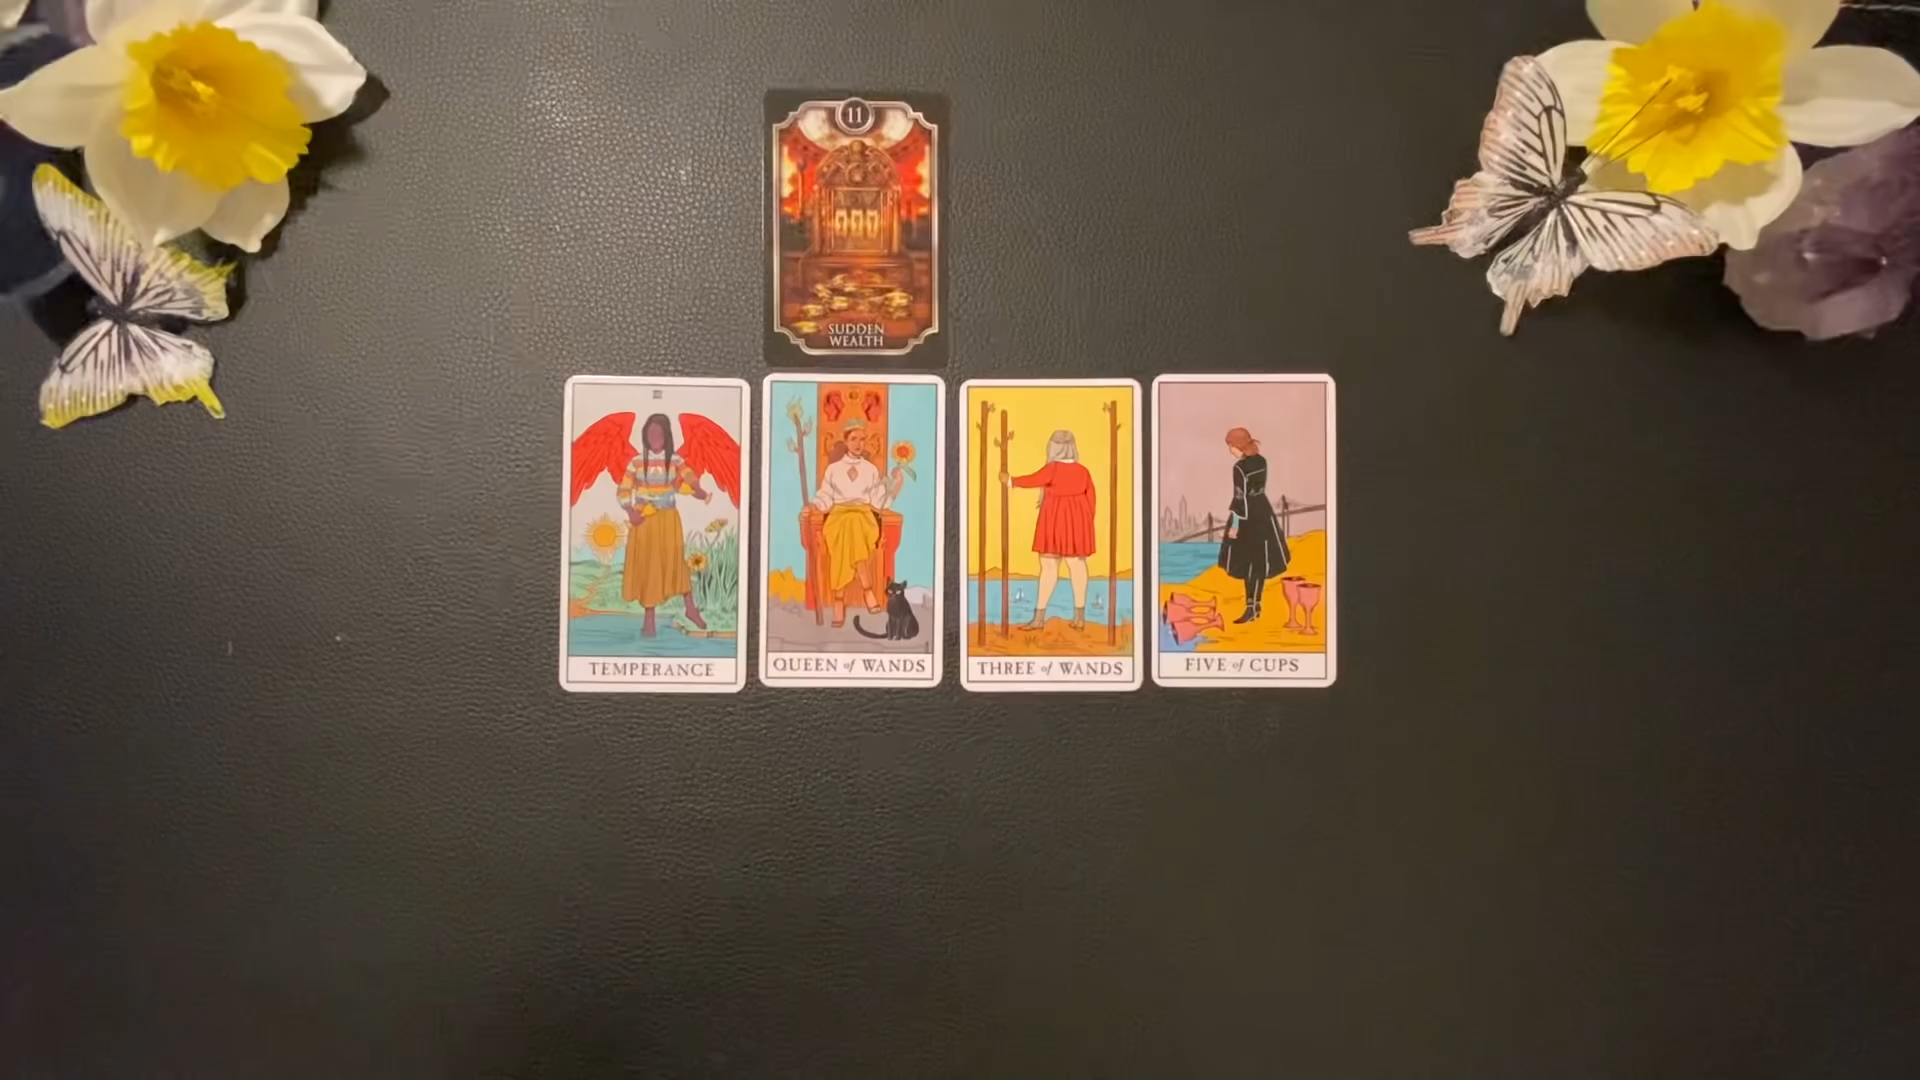 11
SUDDEN
WEALTH
TEMPERANCE
QUEEN of WANDS
THREE of WANDS
FIVE of CUPS